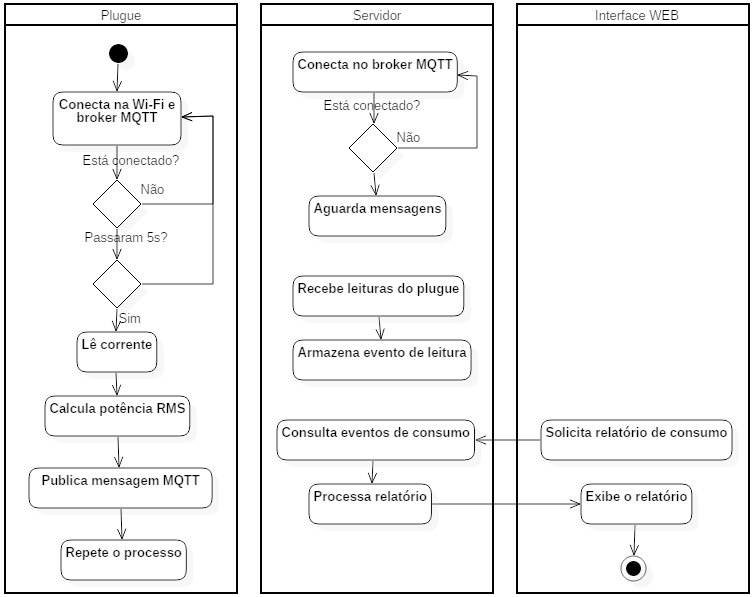 Plugue
Conecta na Wi-Fi e
broker MQTT
Está conectado?
Não
Passaram 5s?
Sim
Lê corrente
Calcula potência RMS
Publica mensagem MQTT
Repete o processo
Servidor
Conecta no broker MQTT
Está conectado?
Não
Aguarda mensagens
Recebe leituras do plugue
Armazena evento de leitura
Consulta eventos de consumo
Processa relatório
Interface WEB
Solicita relatório de consumo
Exibe o relatório